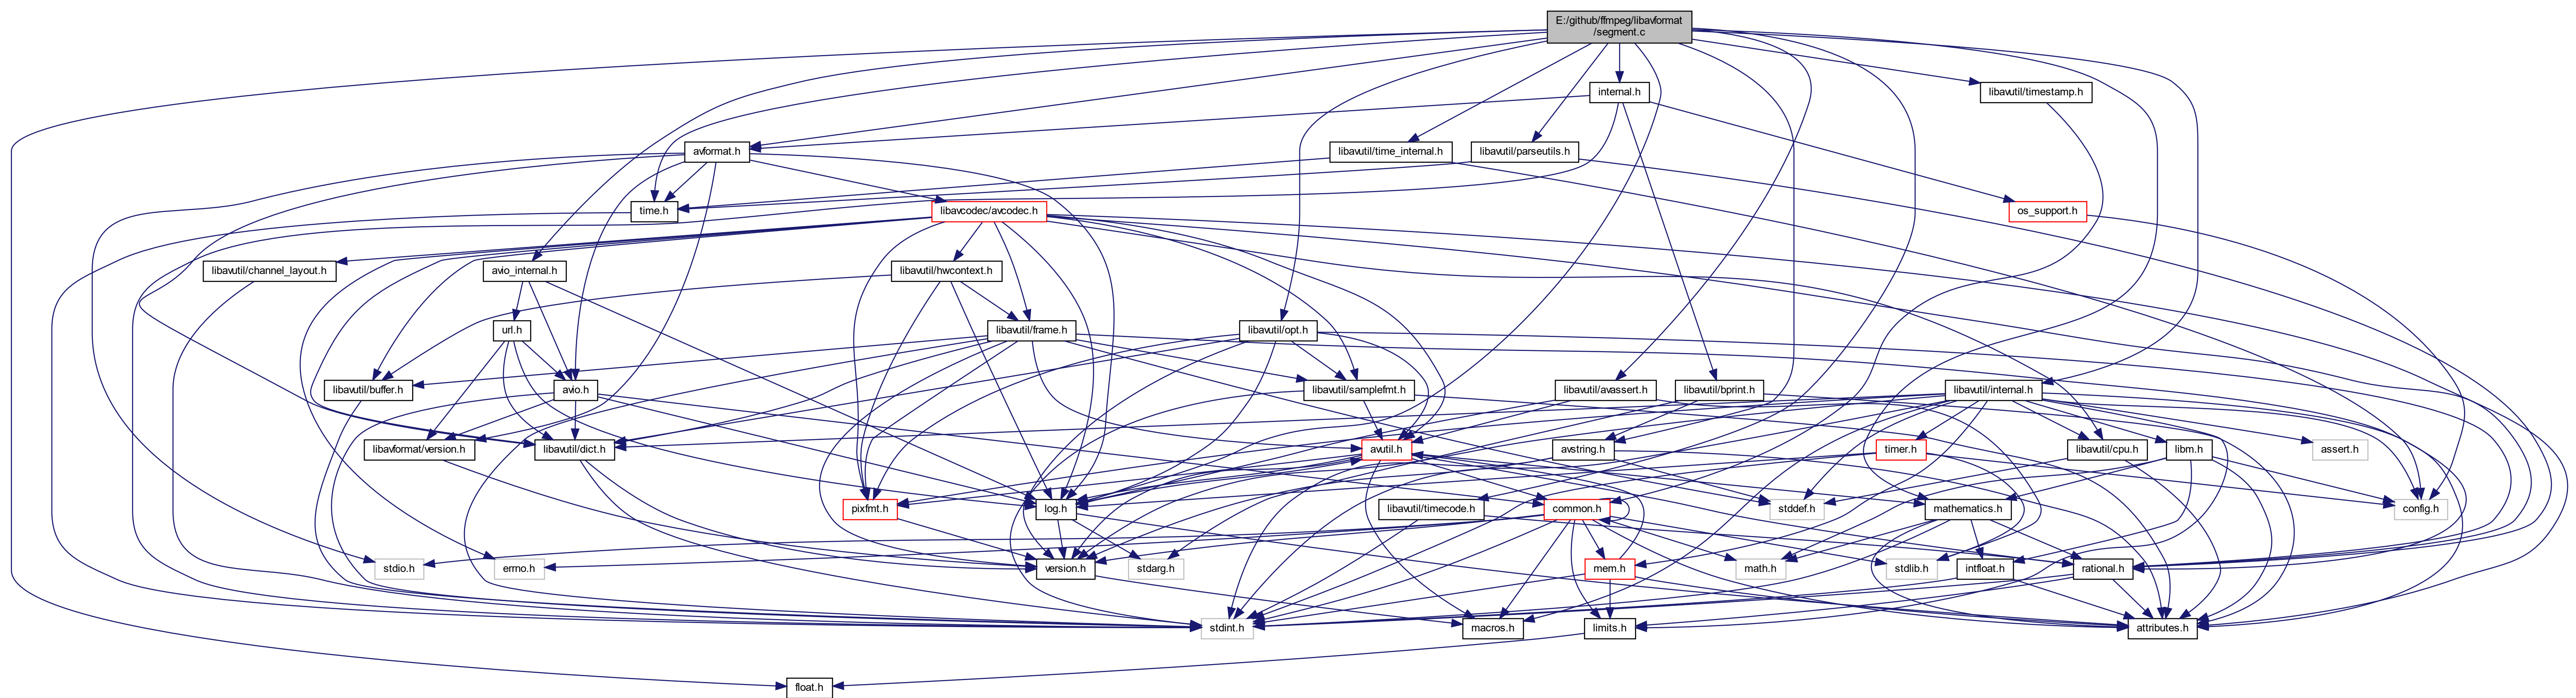 E:/github/ffmpeg/libavformat
/segment.c
internal.h
libavutil/timestamp.h
avformat.h
libavutil/time_internal.h
libavutil/parseutils.h
time.h
libavcodec/avcodec.h
os_support.h
libavutil/channel_layout.h
avio_internal.h
libavutil/hwcontext.h
url.h
libavutil/frame.h
libavutil/opt.h
libavutil/buffer.h
avio.h
libavutil/samplefmt.h
libavutil/avassert.h
libavutil/bprint.h
libavutil/internal.h
libavformat/version.h
libavutil/dict.h
avutil.h
avstring.h
timer.h
libavutil/cpu.h
libm.h
assert.h
pixfmt.h
log.h
libavutil/timecode.h
common.h
stddef.h
mathematics.h
config.h
stdio.h
errno.h
version.h
stdarg.h
mem.h
math.h
stdlib.h
intfloat.h
rational.h
stdint.h
macros.h
limits.h
attributes.h
float.h